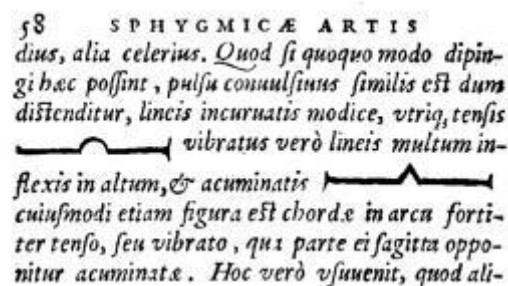 58 SPHYGMICÆ ARTIS
dius, alia celerius. Quod ſi quoquo modo dipin-
gi hæc poſſint, pulſu conuulſiuus ſimilis eſt dum
diſtenditur, lineis incuruatis modice, vtriq, tenſis
vibratus verò lineis multum in-
flexis in altum, & acuminatis
cuiuſmodi etiam figura eſt chordæ in arcu forti-
ter tenſo, ſeu vibrato, qua parte ei ſagitta oppo-
nitur acuminatæ. Hoc verò vſuuenit, quod ali-